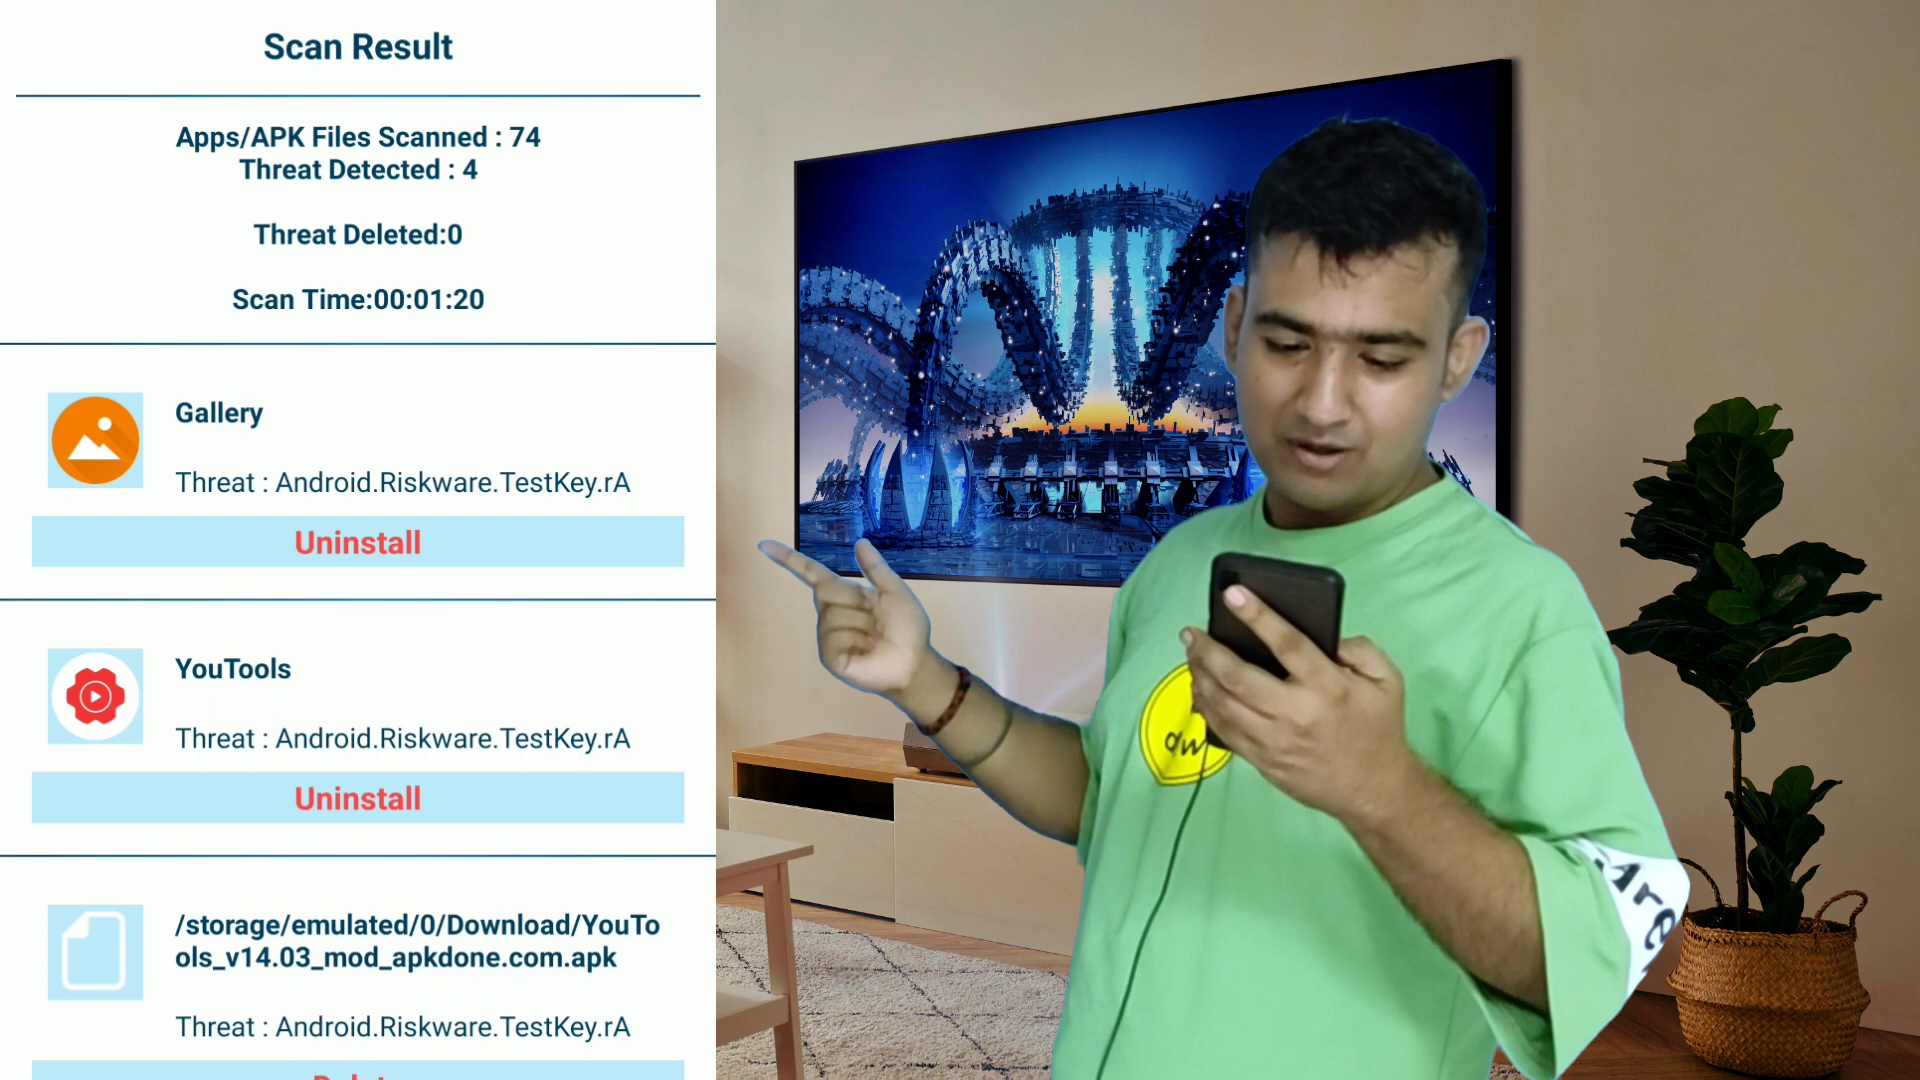 Scan Result
Apps/APK Files Scanned : 74
Threat Detected : 4
Threat Deleted:0
Scan Time:00:01:20
Gallery
Threat : Android.Riskware.TestKey.rA
Uninstall
YouTools
Threat : Android.Riskware.TestKey.rA
Uninstall
/storage/emulated/0/Download/YouTo
ols_v14.03_mod_apkdone.com.apk
Threat : Android.Riskware.TestKey.rA